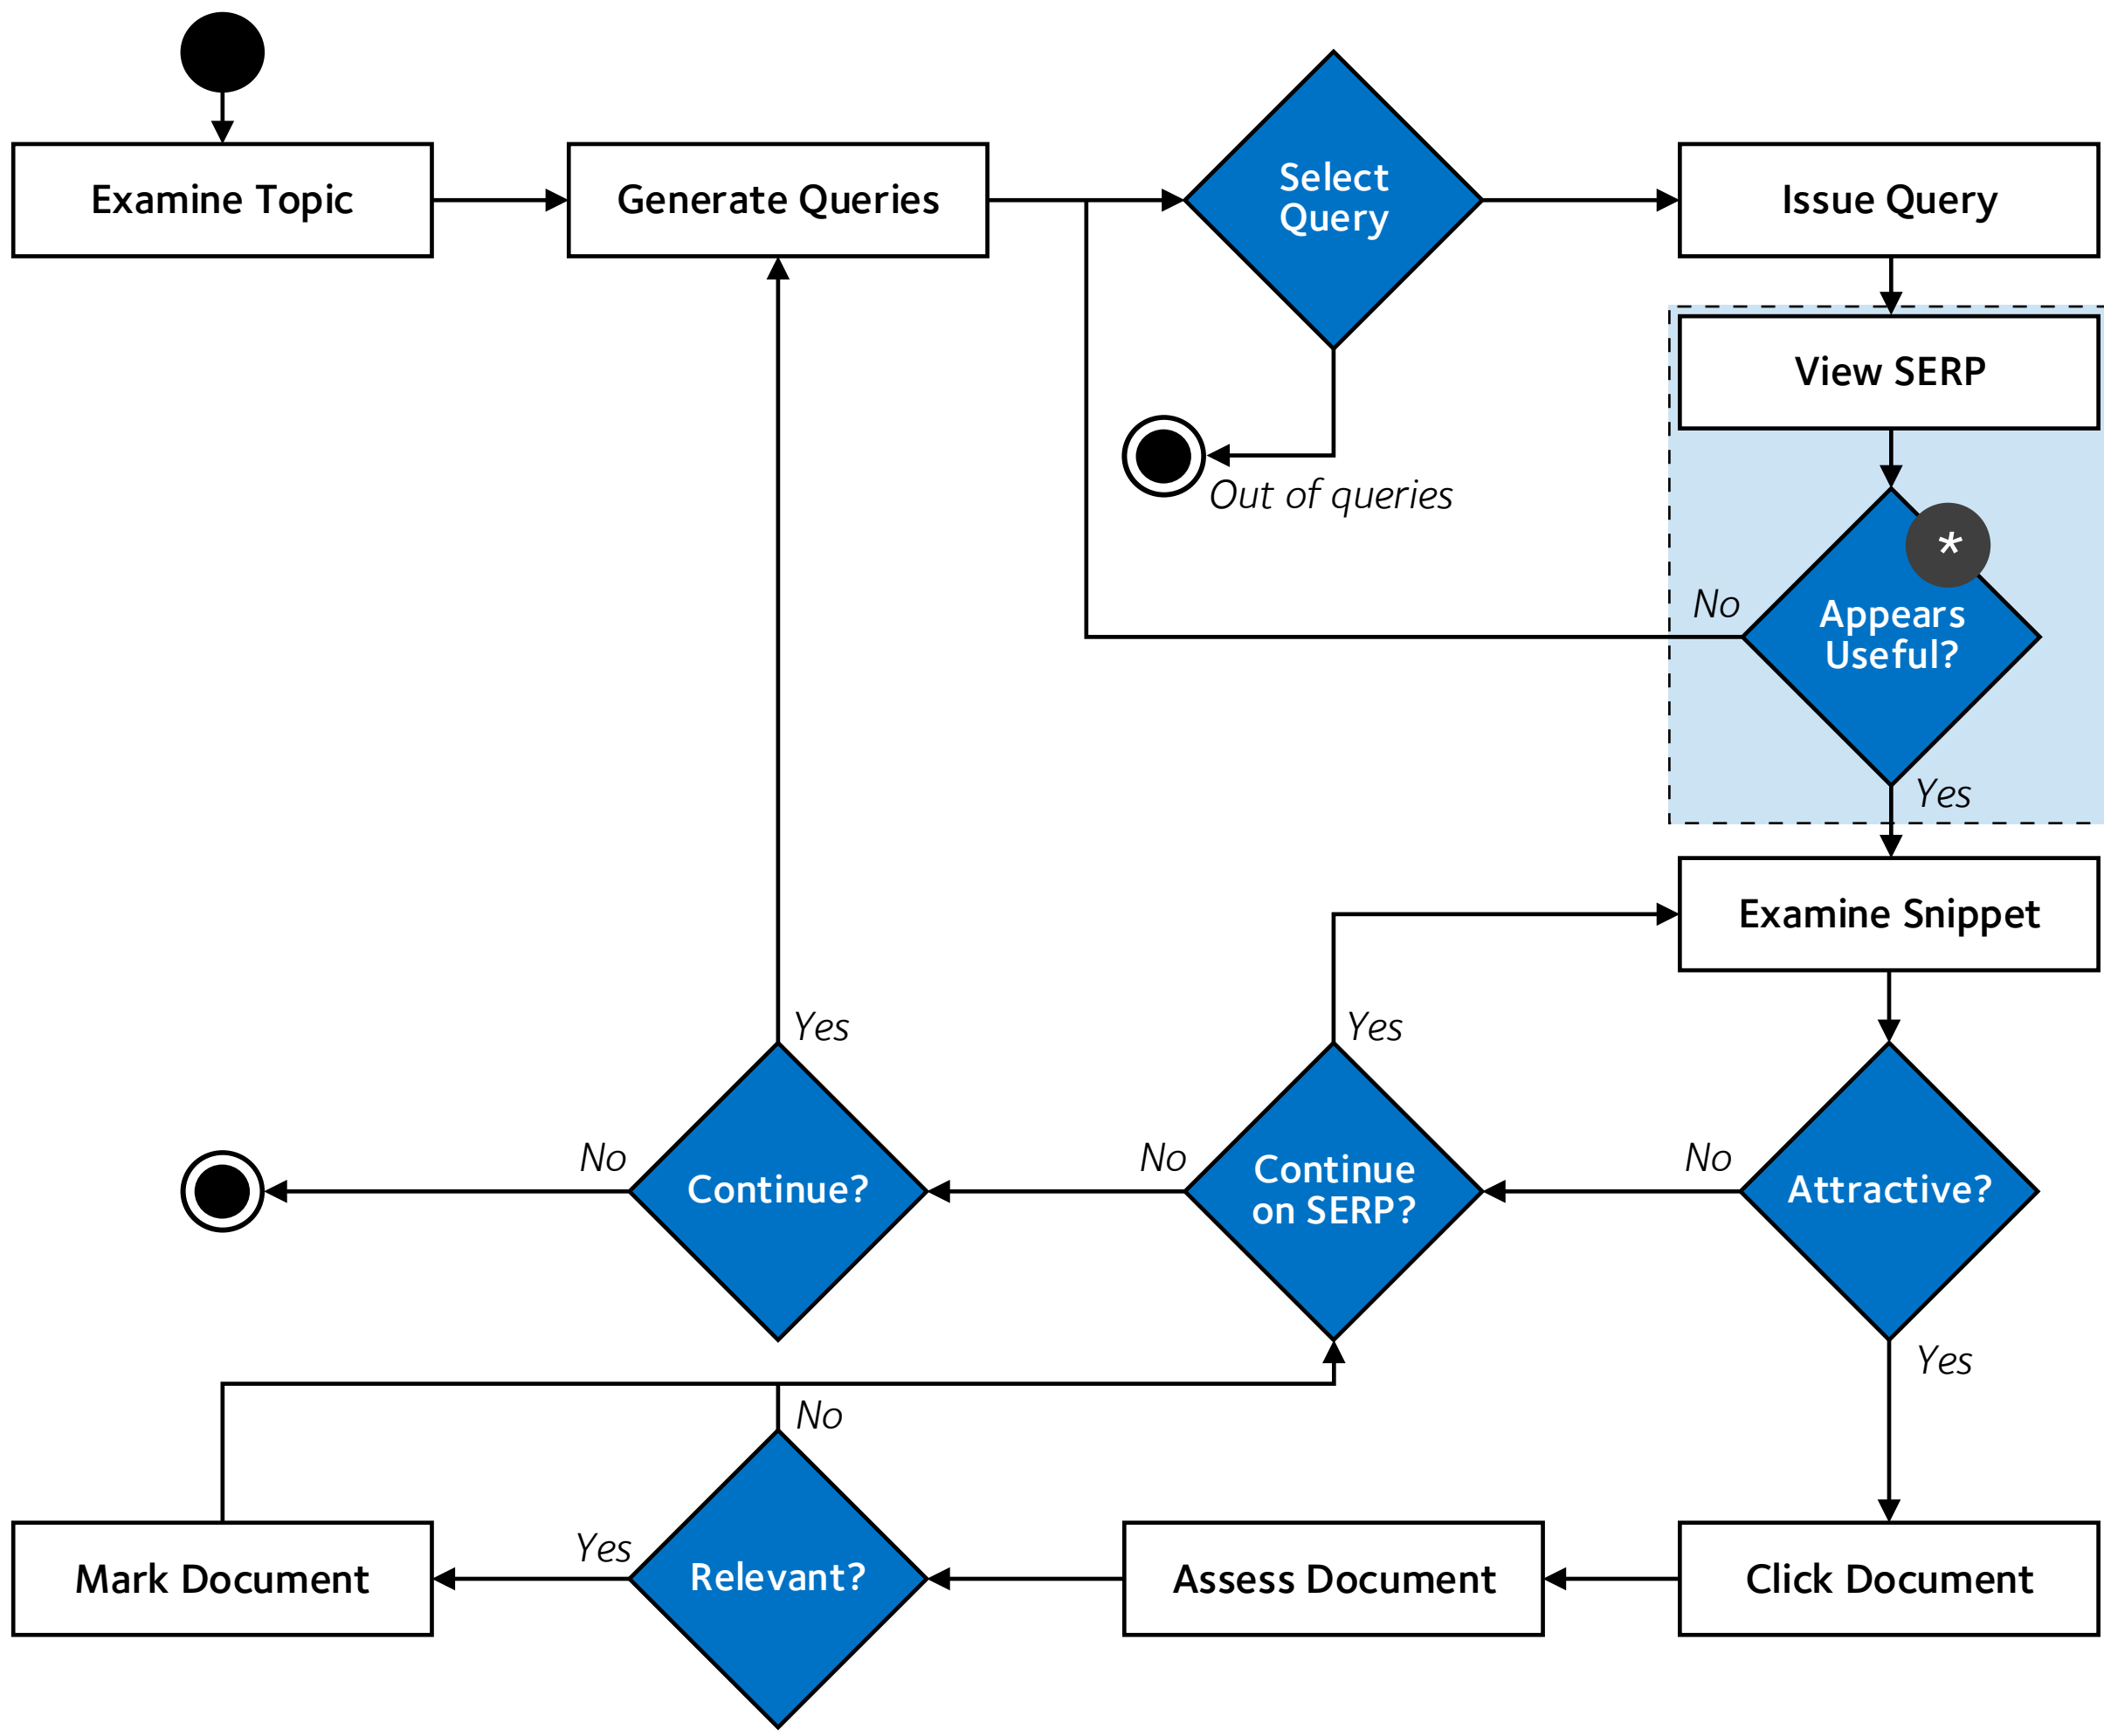 Examine Topic
Generate Queries
Select
Query
Issue Query
View SERP
Out of queries
*
No
Appears
Useful?
Yes
Examine Snippet
Yes
Yes
No
Continue?
No
Continue
on SERP?
No
Attractive?
Yes
No
Mark Document
Yes
Relevant?
Assess Document
Click Document